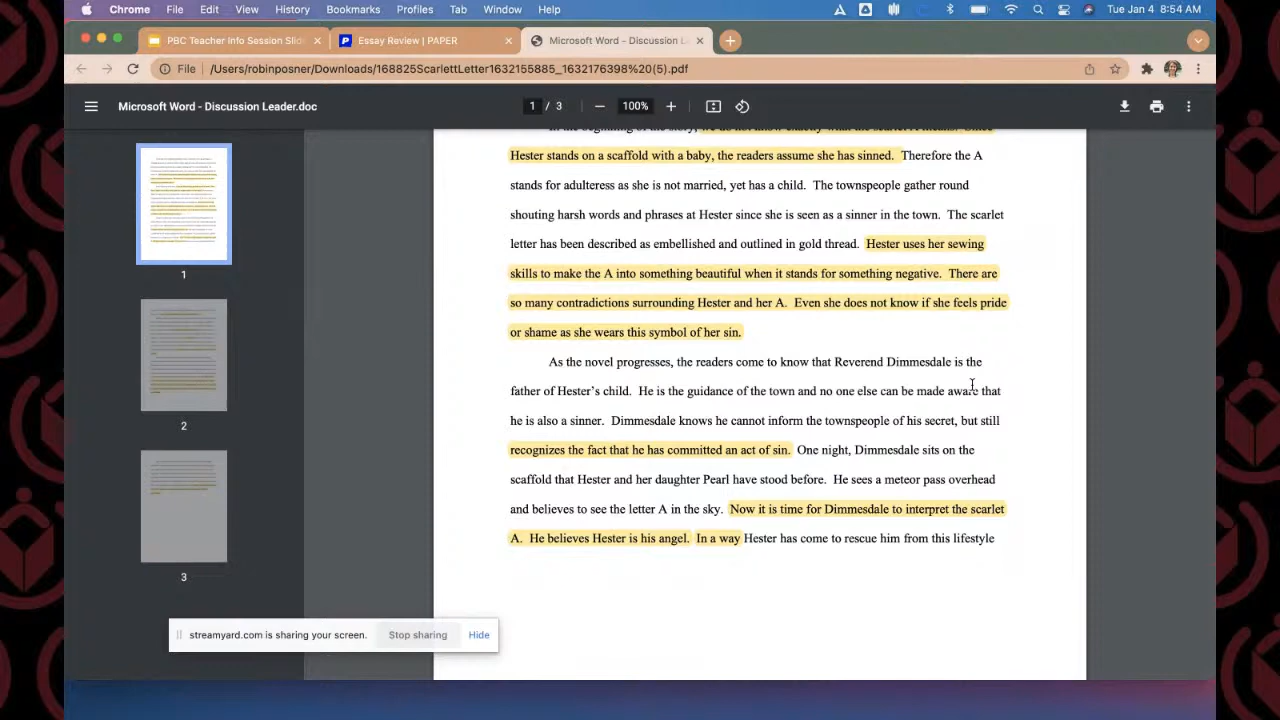 Chrome File Edit View History Bookmarks Profiles Tab Window Help Tue Jan 4 8:54 AM
PBC Teacher Info Session Slid Essay Review | PAPER Microsoft Word - Discussion Le
File /Users/robinposner/Downloads/168825ScarlettLetter1632155885_1632176398%20(5).pdf
Microsoft Word - Discussion Leader.doc 1 / 3 100%
Hester stands on a scaffold with a baby, the readers assume she has sinned. Therefore the A
stands for adulteress as she is not married, yet has a child. The townspeople gather round
shouting harsh words and phrases at Hester since she is seen as a sinner in the town. The scarlet
letter has been described as embellished and outlined in gold thread. Hester uses her sewing
skills to make the A into something beautiful when it stands for something negative. There are
so many contradictions surrounding Hester and her A. Even she does not know if she feels pride
or shame as she wears this symbol of her sin.
As the novel progresses, the readers come to know that Reverend Dimmesdale is the
father of Hester's child. He is the guidance of the town and no one else can be made aware that
he is also a sinner. Dimmesdale knows he cannot inform the townspeople of his secret, but still
recognizes the fact that he has committed an act of sin. One night, Dimmesdale sits on the
scaffold that Hester and her daughter Pearl have stood before. He sees a meteor pass overhead
and believes to see the letter A in the sky. Now it is time for Dimmesdale to interpret the scarlet
A. He believes Hester is his angel. In a way Hester has come to rescue him from this lifestyle
1
2
3
streamyard.com is sharing your screen. Stop sharing Hide